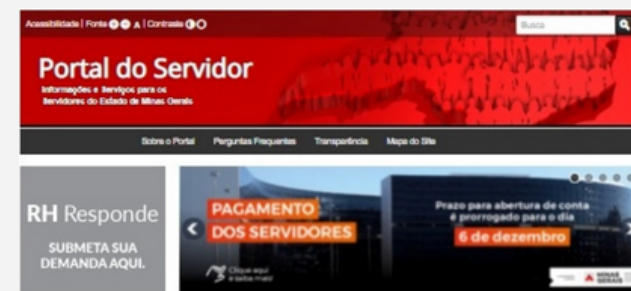 Acessibilidade | Fonte A | Contraste
Busca
Portal do Servidor
Informações e Serviços para os
Servidores do Estado de Minas Gerais
Sobre o Portal Perguntas Frequentes Transparência Mapa do Site
RH Responde
SUBMETA SUA
DEMANDA AQUI.
PAGAMENTO
DOS SERVIDORES
Clique aqui
e saiba mais!
Prazo para abertura de conta
é prorrogado para o dia
6 de dezembro
MINAS
GERAIS